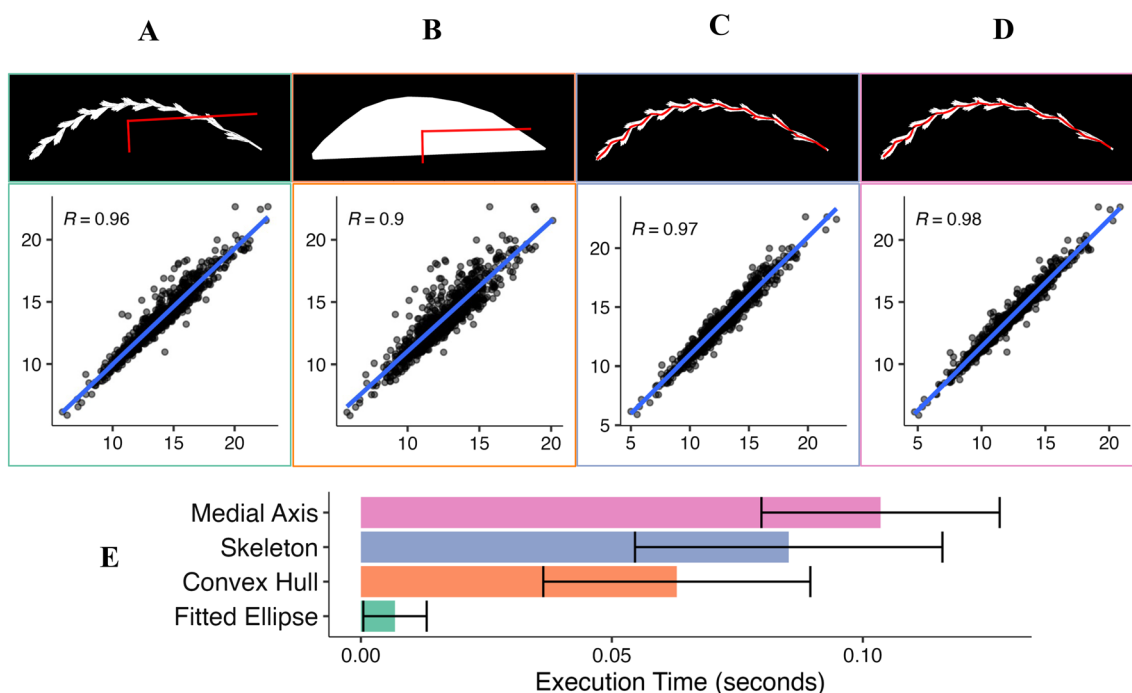 A B C D
R = 0.96 R = 0.9 R = 0.97 R = 0.98
20 20 20 20
15 15 15 15
10 10 10 10
5
10 15 20 10 15 20 5 10 15 20 5 10 15 20
E
Medial Axis
Skeleton
Convex Hull
Fitted Ellipse
0.00 0.05 0.10
Execution Time (seconds)